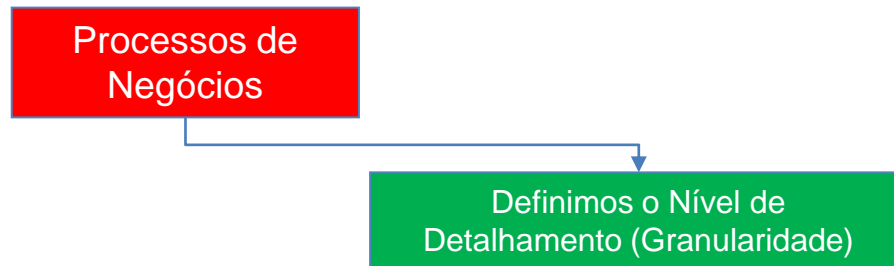 Processos de
Negócios
Definimos o Nível de
Detalhamento (Granularidade)